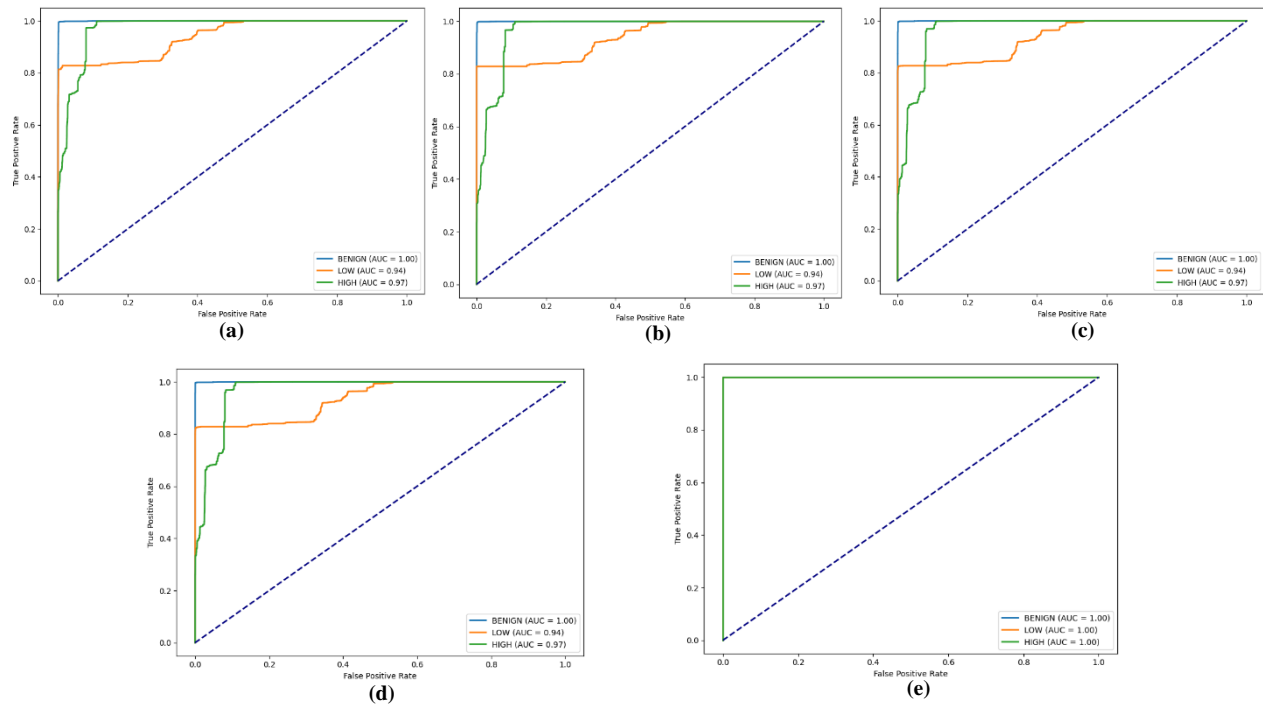 1.0
0.8
0.6
0.4
0.2
0.0
True Positive Rate
BENIGN (AUC = 1.00)
LOW (AUC = 0.94)
HIGH (AUC = 0.97)
0.0 0.2 0.4 0.6 0.8 1.0
False Positive Rate
(a)
1.0
0.8
0.6
0.4
0.2
0.0
True Positive Rate
BENIGN (AUC = 1.00)
LOW (AUC = 0.94)
HIGH (AUC = 0.97)
0.0 0.2 0.4 0.6 0.8 1.0
False Positive Rate
(b)
1.0
0.8
0.6
0.4
0.2
0.0
True Positive Rate
BENIGN (AUC = 1.00)
LOW (AUC = 0.94)
HIGH (AUC = 0.97)
0.0 0.2 0.4 0.6 0.8 1.0
False Positive Rate
(c)
1.0
0.8
0.6
0.4
0.2
0.0
True Positive Rate
BENIGN (AUC = 1.00)
LOW (AUC = 0.94)
HIGH (AUC = 0.97)
0.0 0.2 0.4 0.6 0.8 1.0
False Positive Rate
(d)
1.0
0.8
0.6
0.4
0.2
0.0
True Positive Rate
BENIGN (AUC = 1.00)
LOW (AUC = 1.00)
HIGH (AUC = 1.00)
0.0 0.2 0.4 0.6 0.8 1.0
False Positive Rate
(e)